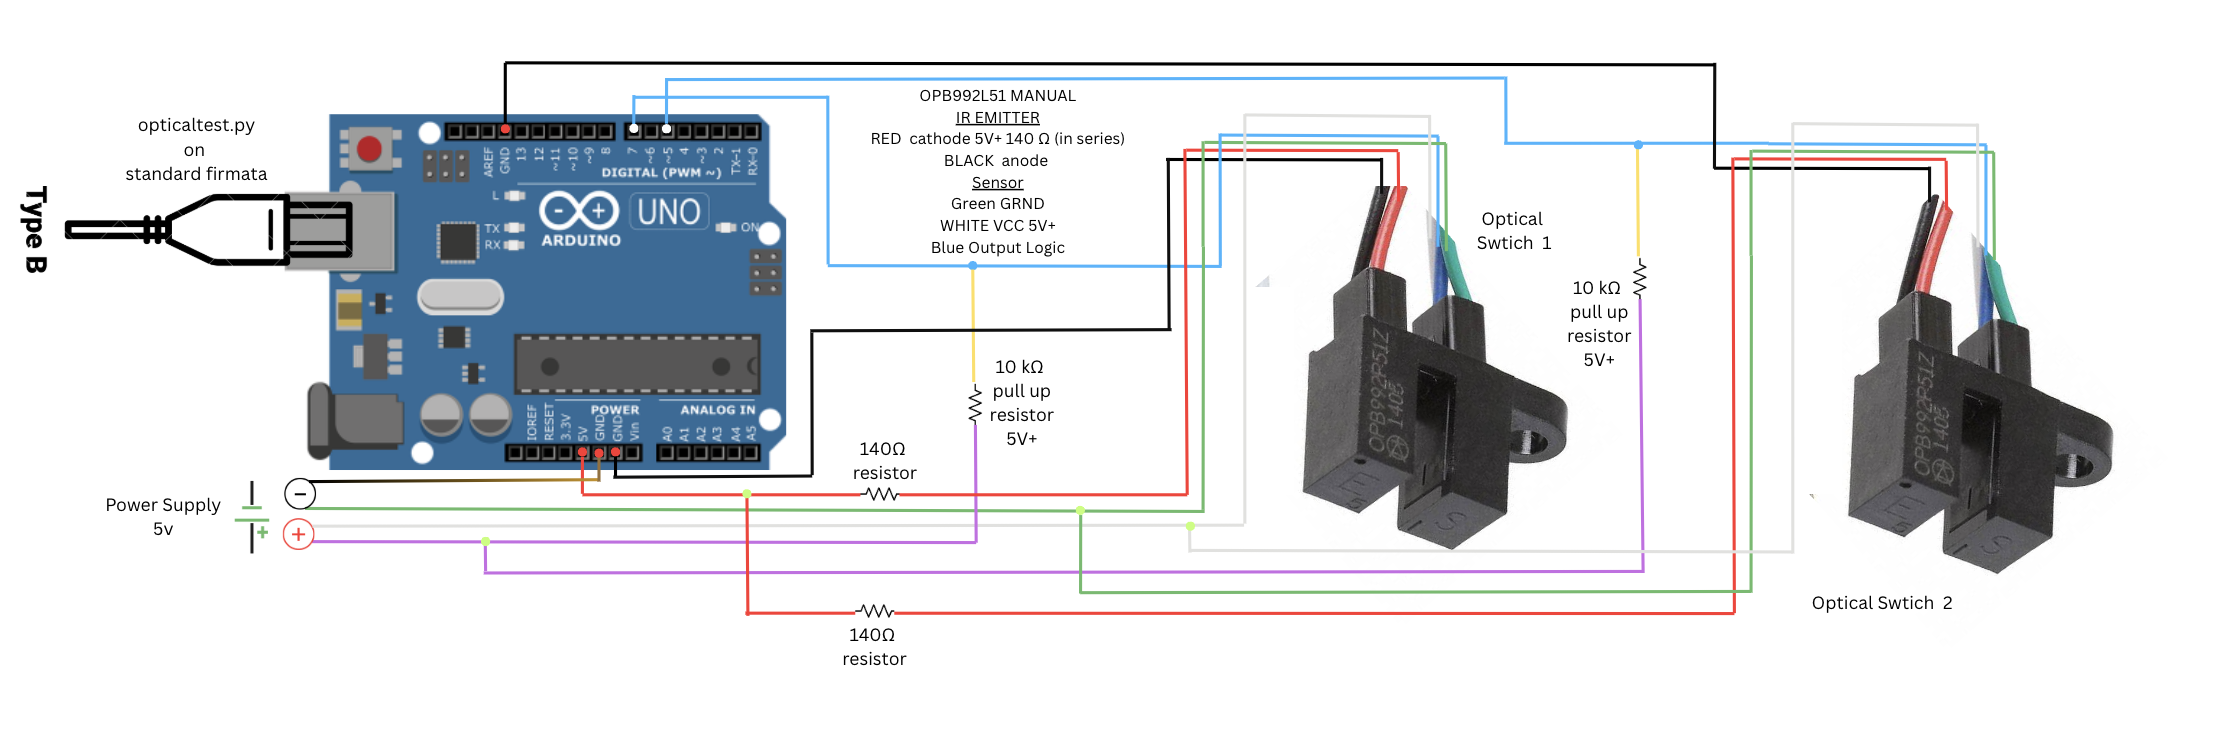 opticaltest.py
on
standard firmata
Type B
OPB992L51 MANUAL
IR EMITTER
RED cathode 5V+ 140 Ω (in series)
BLACK anode
Sensor
Green GRND
WHITE VCC 5V+
Blue Output Logic
AREF
GND
13
12
~11
~10
~9
8
7
~6
~5
4
~3
2
TX-1
RX-0
DIGITAL (PWM ~)
L
TX
RX
UNO
ON
ARDUINO
POWER
ANALOG IN
IOREF
RESET
3.3V
5V
GND
GND
Vin
A0
A1
A2
A3
A4
A5
Optical
Swtich 1
10 kΩ
pull up
resistor
5V+
10 kΩ
pull up
resistor
5V+
OPB992P51Z
1405
E
S
OPB992P51Z
1405
E
S
140Ω
resistor
Power Supply
5v
−
+
+
Optical Swtich 2
140Ω
resistor